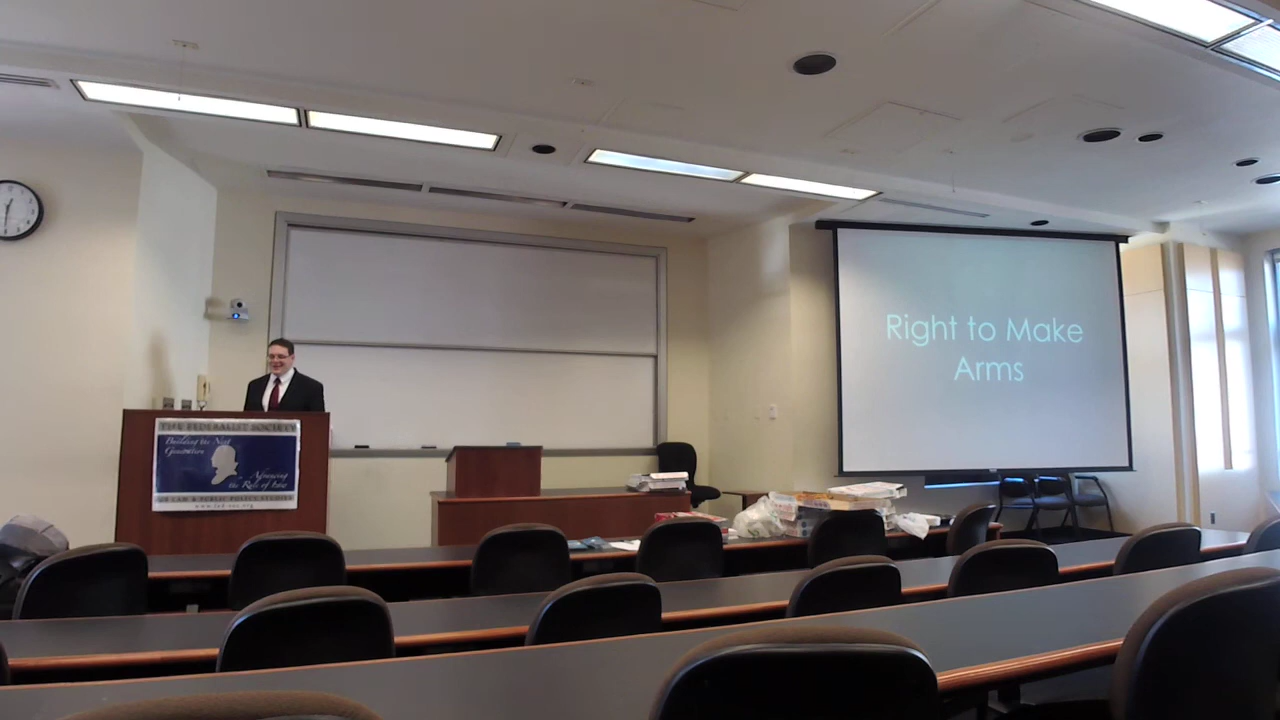 THE FEDERALIST SOCIETY
Building the Next
Generation
Advancing
the Rule of Law
Right to Make
Arms